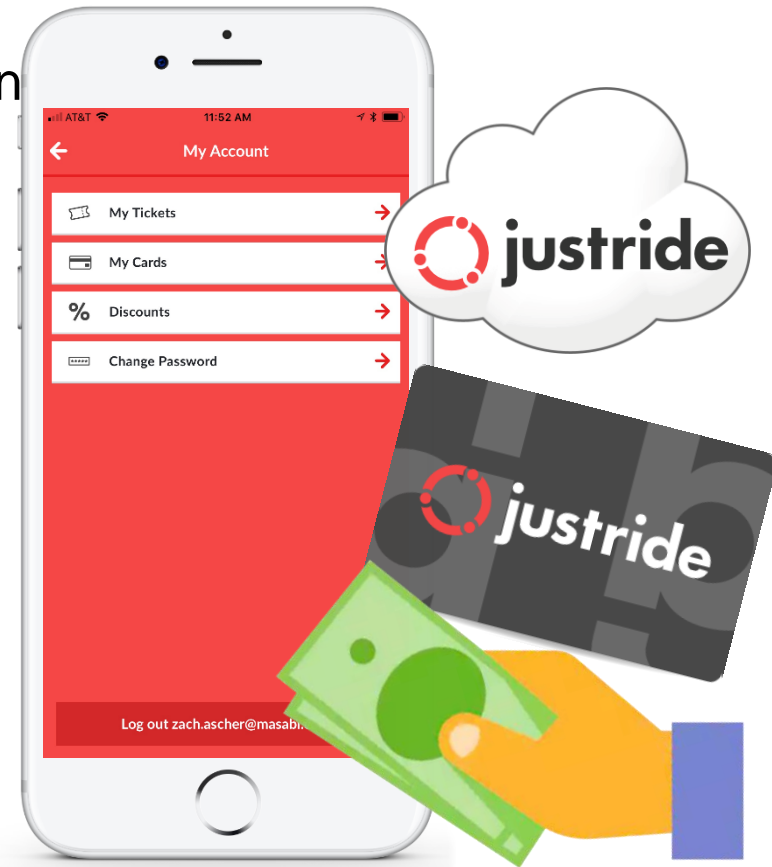 n
AT&T 11:52 AM
My Account
My Tickets
My Cards
% Discounts
Change Password
Log out zach.ascher@masabi.
justride
justride